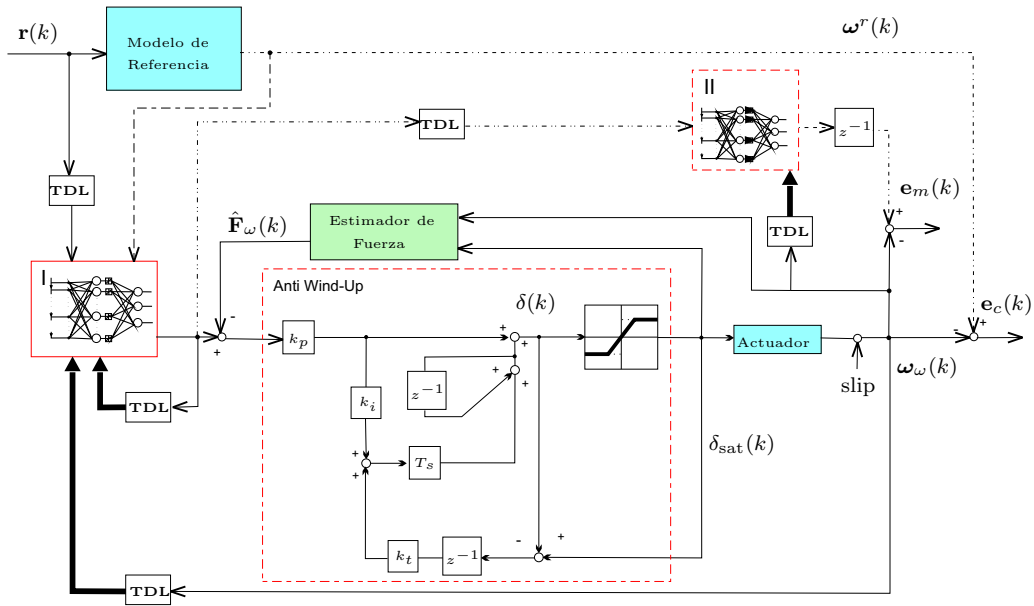 r(k)
Modelo de
Referencia
ω^r(k)
II
TDL
z^{-1}
TDL
e_m(k)
+
-
TDL
F̂_ω(k)
Estimador de
Fuerza
I
Anti Wind-Up
δ(k)
e_c(k)
-
+
k_p
+
+
Actuador
-
+
ω_ω(k)
slip
z^{-1}
+
+
TDL
k_i
δ_sat(k)
+
+
T_s
-
+
k_t
z^{-1}
TDL